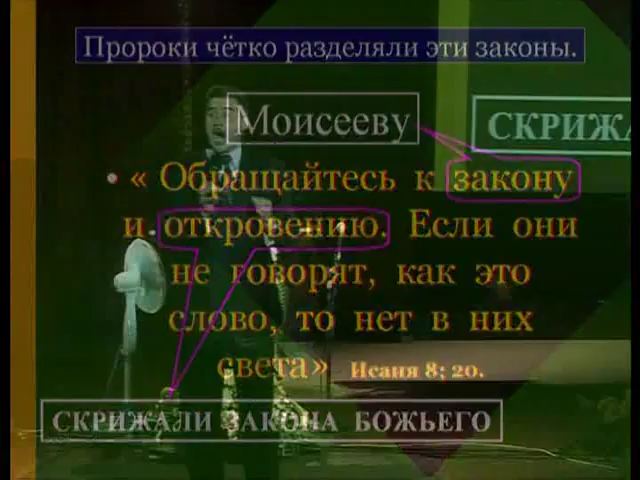 Пророки чётко разделяли эти законы.
Моисееву
СКРИЖА
• « Обращайтесь к закону
и откровению. Если они
не говорят, как это
слово, то нет в них
света» Исаия 8; 20.
СКРИЖАЛИ ЗАКОНА БОЖЬЕГО